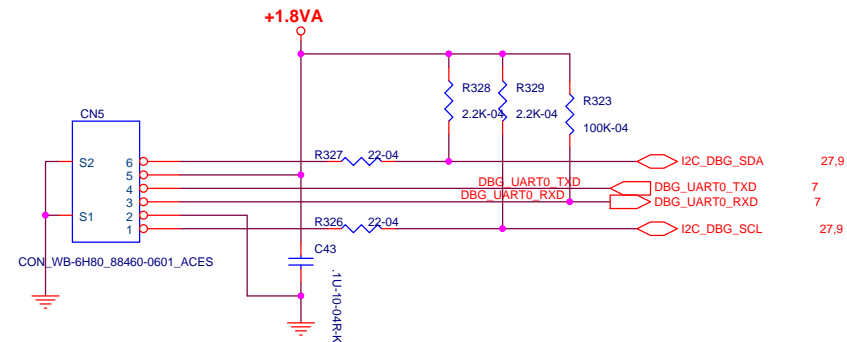 +1.8VA
R328
R329
R323
2.2K-04
2.2K-04
100K-04
CN5
R327
22-04
S2
6
I2C_DBG_SDA
27,9
5
4
DBG_UART0_TXD
DBG_UART0_TXD
7
3
DBG_UART0_RXD
DBG_UART0_RXD
7
S1
2
R326
22-04
1
I2C_DBG_SCL
27,9
C43
CON_WB-6H80_88460-0601_ACES
.1U-10-04R-K